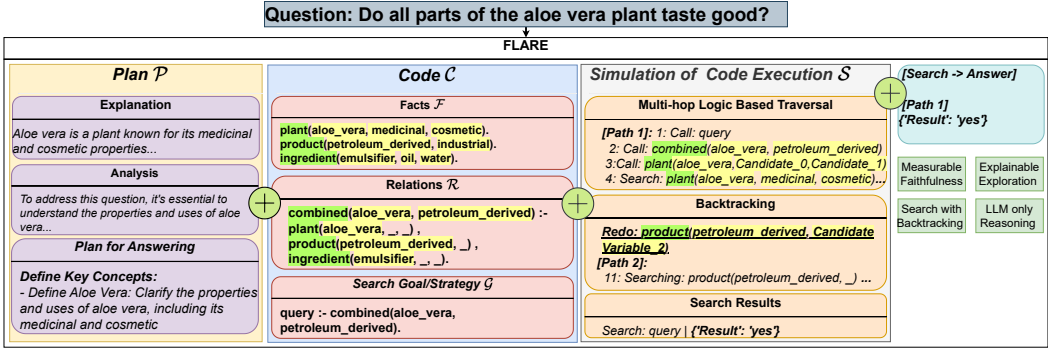 Question: Do all parts of the aloe vera plant taste good?
FLARE
Plan P
Explanation
Aloe vera is a plant known for its medicinal
and cosmetic properties...
Analysis
To address this question, it's essential to
understand the properties and uses of aloe
vera...
Plan for Answering
Define Key Concepts:
- Define Aloe Vera: Clarify the properties
and uses of aloe vera, including its
medicinal and cosmetic
+
Code C
Facts F
plant(aloe_vera, medicinal, cosmetic).
product(petroleum_derived, industrial).
ingredient(emulsifier, oil, water).
Relations R
combined(aloe_vera, petroleum_derived) :-
plant(aloe_vera, _, _) ,
product(petroleum_derived, _) ,
ingredient(emulsifier, _, _).
Search Goal/Strategy G
query :- combined(aloe_vera,
petroleum_derived).
+
Simulation of Code Execution S
Multi-hop Logic Based Traversal
[Path 1]: 1: Call: query
2: Call: combined(aloe_vera, petroleum_derived)
3:Call: plant(aloe_vera,Candidate_0,Candidate_1)
4: Search: plant(aloe_vera, medicinal, cosmetic)...
Backtracking
Redo: product(petroleum_derived, Candidate
Variable_2)
[Path 2]:
11: Searching: product(petroleum_derived, _) ...
Search Results
Search: query | {'Result': 'yes'}
+
[Search -> Answer]
[Path 1]
{'Result': 'yes'}
Measurable
Faithfulness
Explainable
Exploration
Search with
Backtracking
LLM only
Reasoning